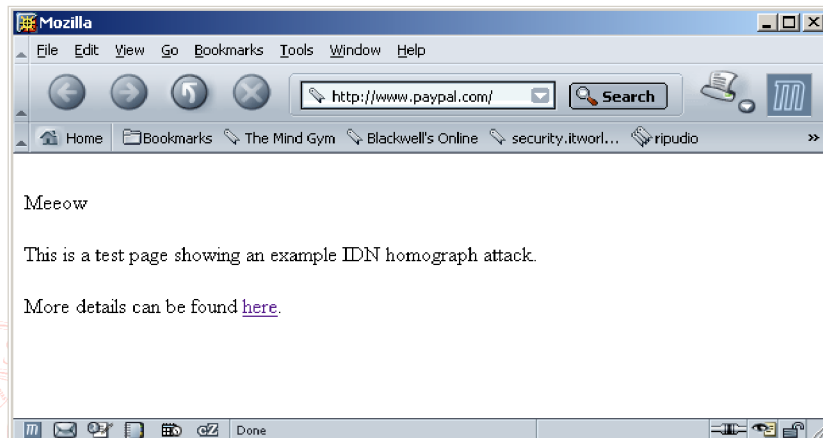 Mozilla
File Edit View Go Bookmarks Tools Window Help
http://www.paypal.com/ Search
Home Bookmarks The Mind Gym Blackwell's Online security.itworl... ripudio »
Meeow
This is a test page showing an example IDN homograph attack.
More details can be found here.
Done